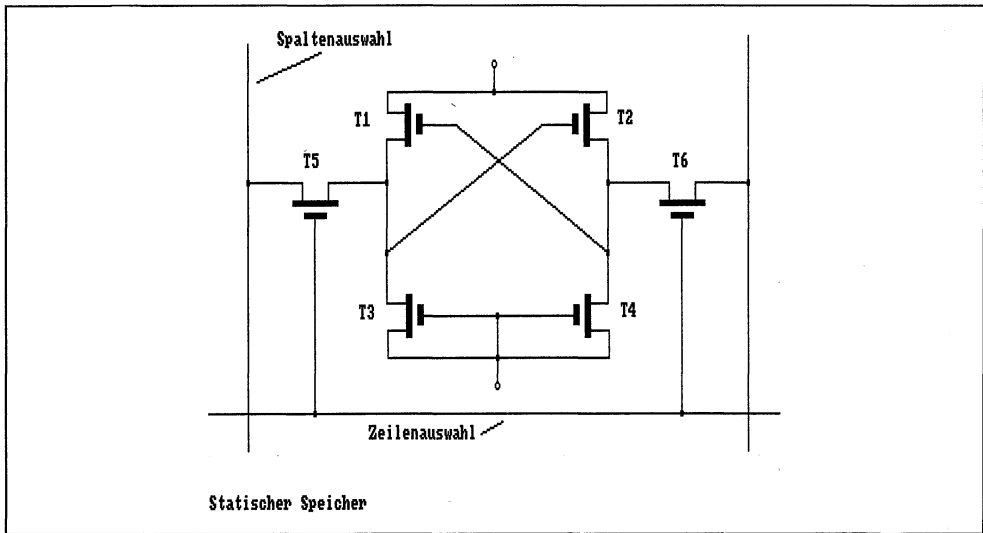 Spaltenauswahl
T1
T2
T5
T6
T3
T4
Zeilenauswahl
Statischer Speicher